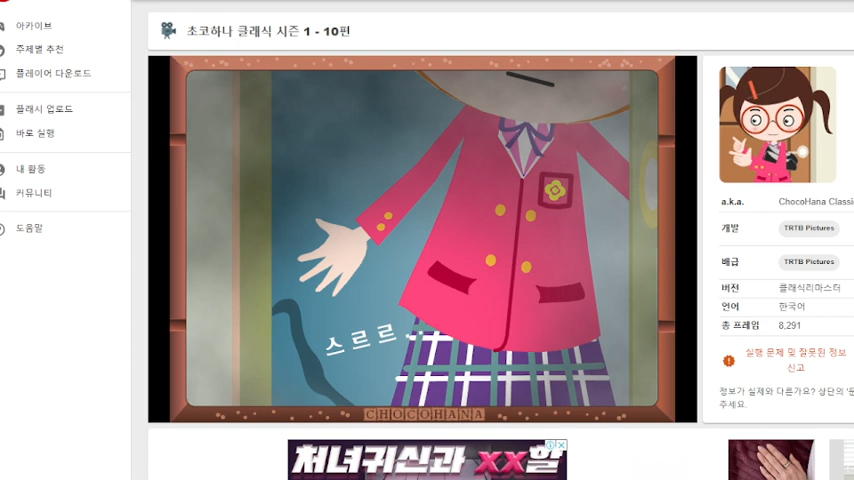 아카이브
주제별 추천
플레이어 다운로드
플래시 업로드
바로 실행
내 활동
커뮤니티
도움말
초코하나 클래식 시즌 1 - 10편
스르르...
CHOCOHANA
a.k.a. ChocoHana Classi
개발 TRTB Pictures
배급 TRTB Pictures
버전 클래식리마스터
언어 한국어
총 프레임 8,291
실행 문제 및 잘못된 정보
신고
정보가 실제와 다른가요? 상단의 '문
주세요.
처녀귀신과 xx할